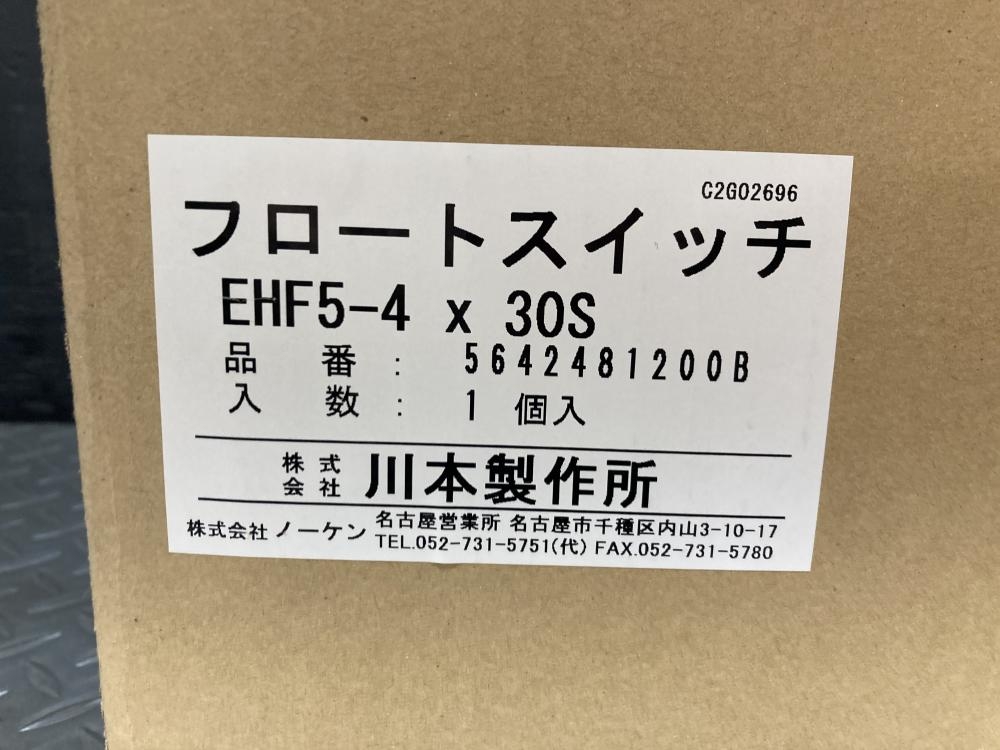 C2G02696
フロートスイッチ
EHF5-4 x 30S
品 番 : 5642481200B
入 数 : 1 個入
株式会社 川本製作所
株式会社 ノーケン 名古屋営業所 名古屋市千種区内山3-10-17
TEL.052-731-5751(代) FAX.052-731-5780